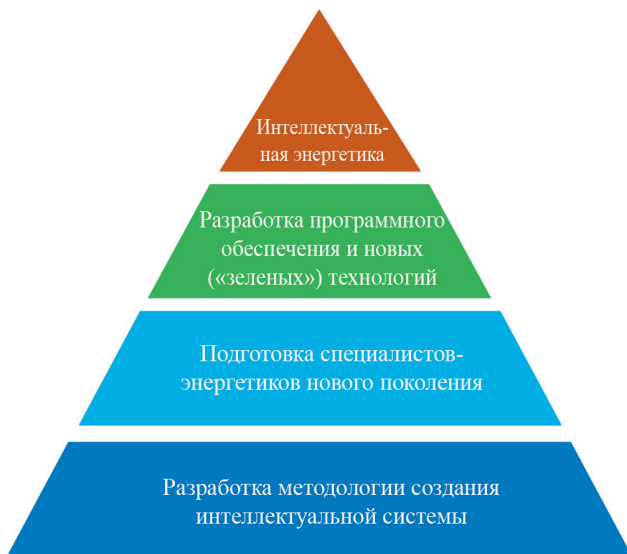 Интеллектуаль-
ная энергетика
Разработка программного
обеспечения и новых
(«зеленых») технологий
Подготовка специалистов-
энергетиков нового поколения
Разработка методологии создания
интеллектуальной системы